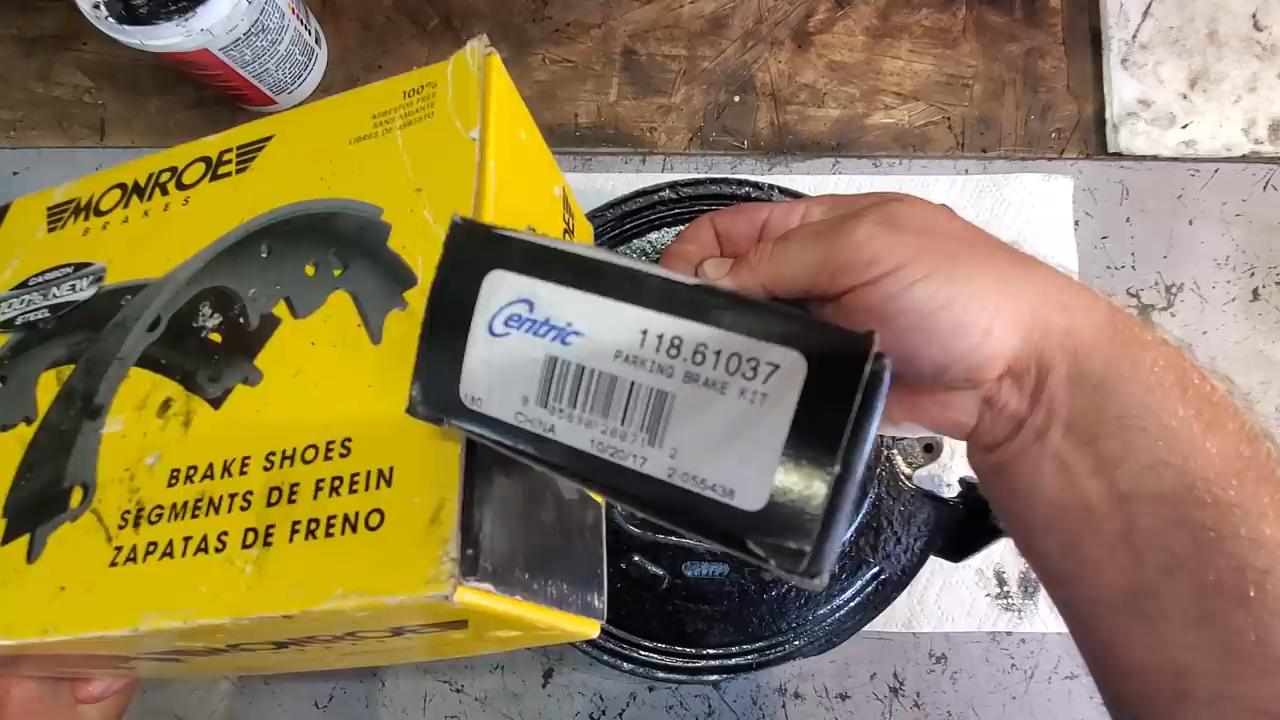 100%
ASBESTOS FREE
SANS AMIANTE
LIBRES DE ASBESTO
MONROE
BRAKES
CARBON
100% NEW
STEEL
BRAKE SHOES
SEGMENTS DE FREIN
ZAPATAS DE FRENO
MONROE
Centric
118.61037
PARKING BRAKE KIT
CHINA
10/20/17
2-055438